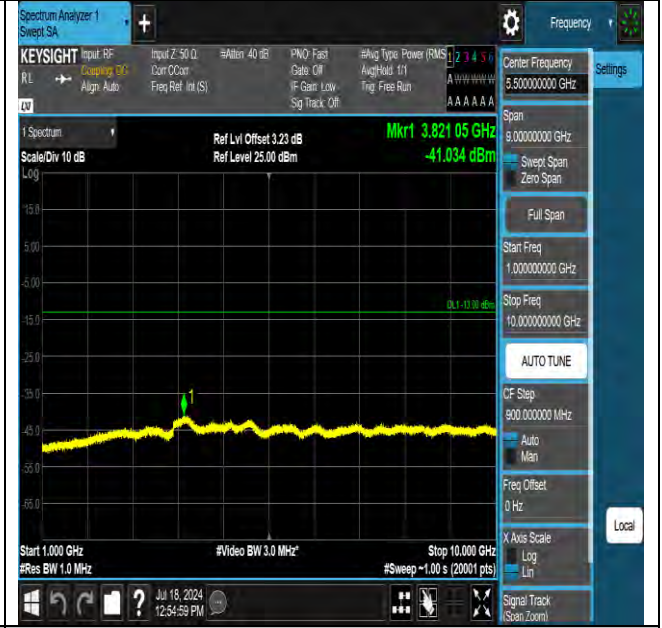 Spectrum Analyzer 1
Swept SA
+
Frequency
KEYSIGHT
Input: RF
Coupling: DC
Align: Auto
Input Z: 50 Ω
Corr CCorr
Freq Ref: Int (S)
#Atten: 40 dB
PNO: Fast
Gate: Off
IF Gain: Low
Sig Track: Off
#Avg Type: Power (RMS
Avg|Hold: 1/1
Trig: Free Run
1 2 3 4 5 6
A W W W W W
A A A A A A
RL
LXI
1 Spectrum
Scale/Div 10 dB
Log
Ref Lvl Offset 3.23 dB
Ref Level 25.00 dBm
Mkr1 3.821 05 GHz
-41.034 dBm
15.0
5.00
-5.00
-15.0
-25.0
-35.0
-45.0
-55.0
-65.0
DL1 -13.00 dBm
1
Start 1.000 GHz
#Res BW 1.0 MHz
#Video BW 3.0 MHz*
Stop 10.000 GHz
#Sweep ~1.00 s (20001 pts)
Center Frequency
5.500000000 GHz
Settings
Span
9.00000000 GHz
Swept Span
Zero Span
Full Span
Start Freq
1.000000000 GHz
Stop Freq
10.000000000 GHz
AUTO TUNE
CF Step
900.000000 MHz
Auto
Man
Freq Offset
0 Hz
X Axis Scale
Log
Lin
Local
Signal Track
(Span Zoom)
?
Jul 18, 2024
12:54:59 PM